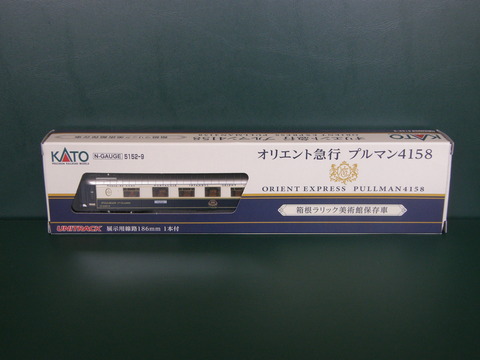 KATO
N-GAUGE 5152-9
オリエント急行 プルマン4158
ORIENT EXPRESS PULLMAN4158
箱根ラリック美術館保存車
UNITRACK 展示用線路186mm 1本付